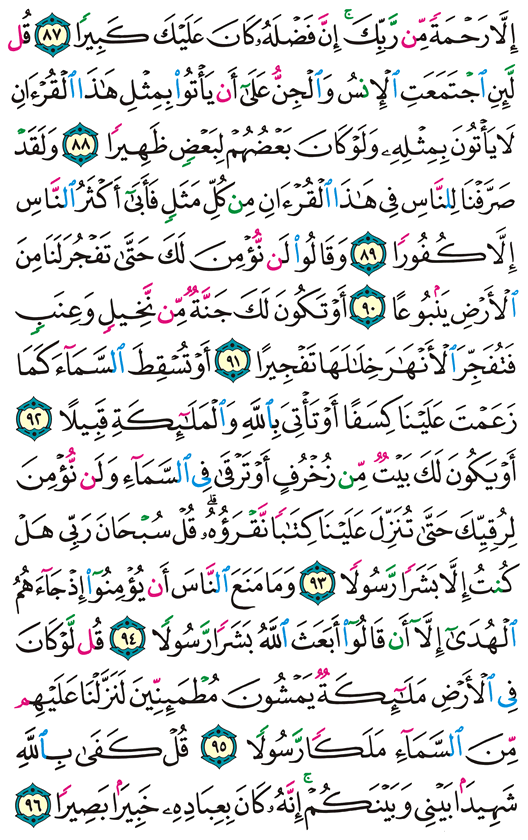 إِلَّا رَحْمَةً مِّن رَّبِّكَ ۚ إِنَّ فَضْلَهُۥ كَانَ عَلَيْكَ كَبِيرًا ٨٧ قُل
لَّئِنِ ٱجْتَمَعَتِ ٱلْإِنسُ وَٱلْجِنُّ عَلَىٰٓ أَن يَأْتُوا۟ بِمِثْلِ هَـٰذَا ٱلْقُرْءَانِ
لَا يَأْتُونَ بِمِثْلِهِۦ وَلَوْ كَانَ بَعْضُهُمْ لِبَعْضٍ ظَهِيرًا ٨٨ وَلَقَدْ
صَرَّفْنَا لِلنَّاسِ فِى هَـٰذَا ٱلْقُرْءَانِ مِن كُلِّ مَثَلٍ فَأَبَىٰٓ أَكْثَرُ ٱلنَّاسِ
إِلَّا كُفُورًا ٨٩ وَقَالُوا۟ لَن نُّؤْمِنَ لَكَ حَتَّىٰ تَفْجُرَ لَنَا مِنَ
ٱلْأَرْضِ يَنۢبُوعًا ٩٠ أَوْ تَكُونَ لَكَ جَنَّةٌ مِّن نَّخِيلٍ وَعِنَبٍ
فَتُفَجِّرَ ٱلْأَنْهَـٰرَ خِلَـٰلَهَا تَفْجِيرًا ٩١ أَوْ تُسْقِطَ ٱلسَّمَآءَ كَمَا
زَعَمْتَ عَلَيْنَا كِسَفًا أَوْ تَأْتِىَ بِٱللَّهِ وَٱلْمَلَـٰٓئِكَةِ قَبِيلًا ٩٢
أَوْ يَكُونَ لَكَ بَيْتٌ مِّن زُخْرُفٍ أَوْ تَرْقَىٰ فِى ٱلسَّمَآءِ وَلَن نُّؤْمِنَ
لِرُقِيِّكَ حَتَّىٰ تُنَزِّلَ عَلَيْنَا كِتَـٰبًا نَّقْرَؤُهُۥ ۗ قُلْ سُبْحَانَ رَبِّى هَلْ
كُنتُ إِلَّا بَشَرًا رَّسُولًا ٩٣ وَمَا مَنَعَ ٱلنَّاسَ أَن يُؤْمِنُوٓا۟ إِذْ جَآءَهُمُ
ٱلْهُدَىٰٓ إِلَّآ أَن قَالُوٓا۟ أَبَعَثَ ٱللَّهُ بَشَرًا رَّسُولًا ٩٤ قُل لَّوْ كَانَ
فِى ٱلْأَرْضِ مَلَـٰٓئِكَةٌ يَمْشُونَ مُطْمَئِنِّينَ لَنَزَّلْنَا عَلَيْهِم
مِّنَ ٱلسَّمَآءِ مَلَكًا رَّسُولًا ٩٥ قُلْ كَفَىٰ بِٱللَّهِ
شَهِيدًۢا بَيْنِى وَبَيْنَكُمْ ۚ إِنَّهُۥ كَانَ بِعِبَادِهِۦ خَبِيرًۢا بَصِيرًا ٩٦